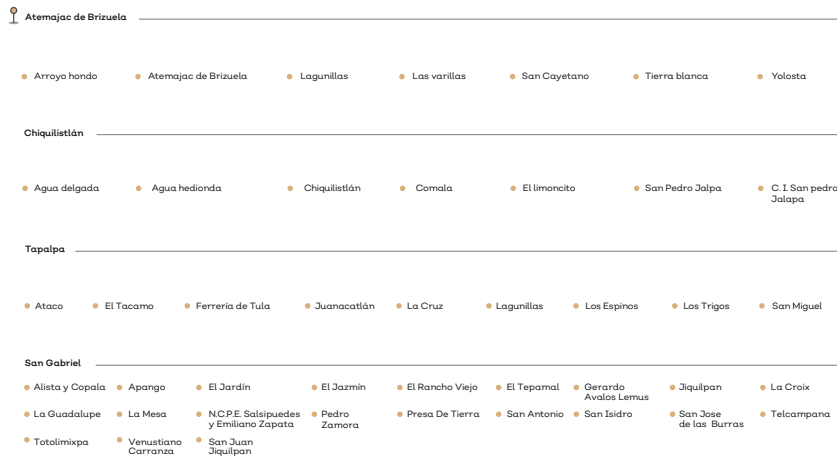 Atemajac de Brizuela
Arroyo hondo Atemajac de Brizuela Lagunillas Las varillas San Cayetano Tierra blanca Yolosta
Chiquilistlán
Agua delgada Agua hedionda Chiquilistlán Comala El limoncito San Pedro Jalpa C. I. San pedro
Jalapa
Tapalpa
Ataco El Tacamo Ferrería de Tula Juanacatlán La Cruz Lagunillas Los Espinos Los Trigos San Miguel
San Gabriel
Alista y Copala Apango El Jardín El Jazmín El Rancho Viejo El Tepamal Gerardo Jiquilpan La Croix
Avalos Lemus
La Guadalupe La Mesa N.C.P.E. Salsipuedes Pedro Presa De Tierra San Antonio San Isidro San Jose Telcampana
y Emiliano Zapata Zamora de las Burras
Totolimixpa Venustiano San Juan
Carranza Jiquilpan